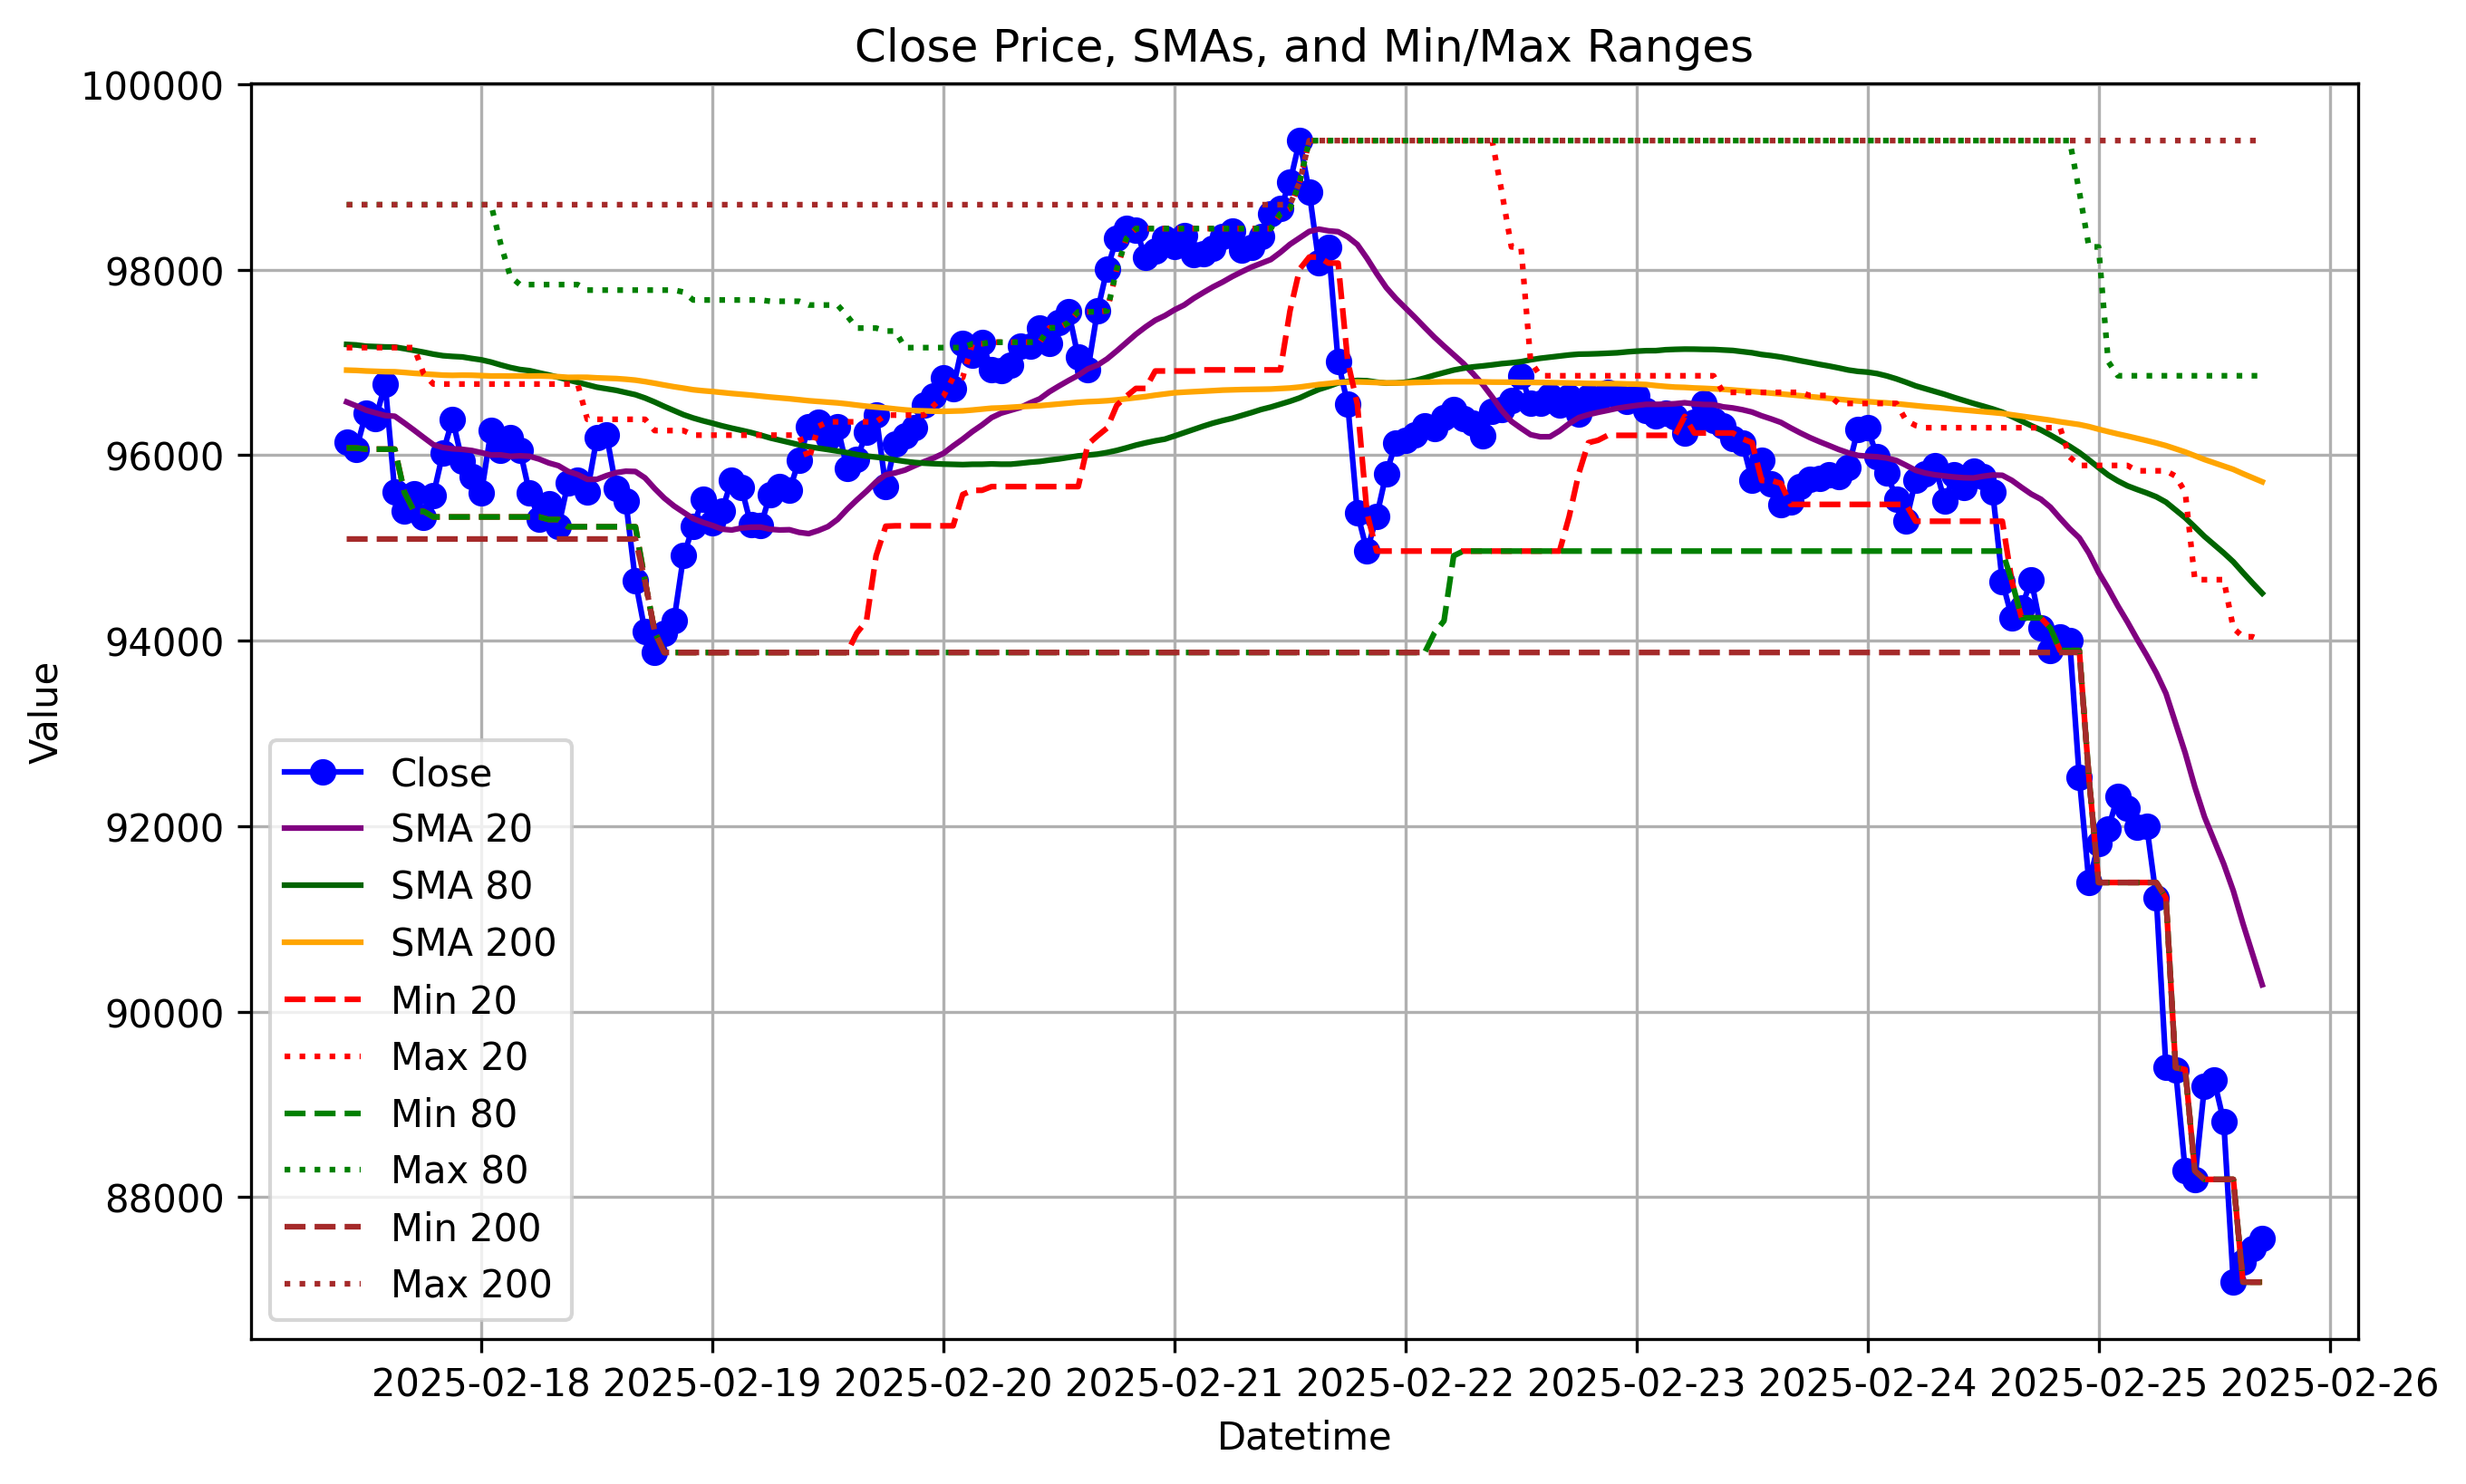 Close Price, SMAs, and Min/Max Ranges
100000
98000
96000
94000
92000
90000
88000
Value
Close
SMA 20
SMA 80
SMA 200
Min 20
Max 20
Min 80
Max 80
Min 200
Max 200
2025-02-18 2025-02-19 2025-02-20 2025-02-21 2025-02-22 2025-02-23 2025-02-24 2025-02-25 2025-02-26
Datetime